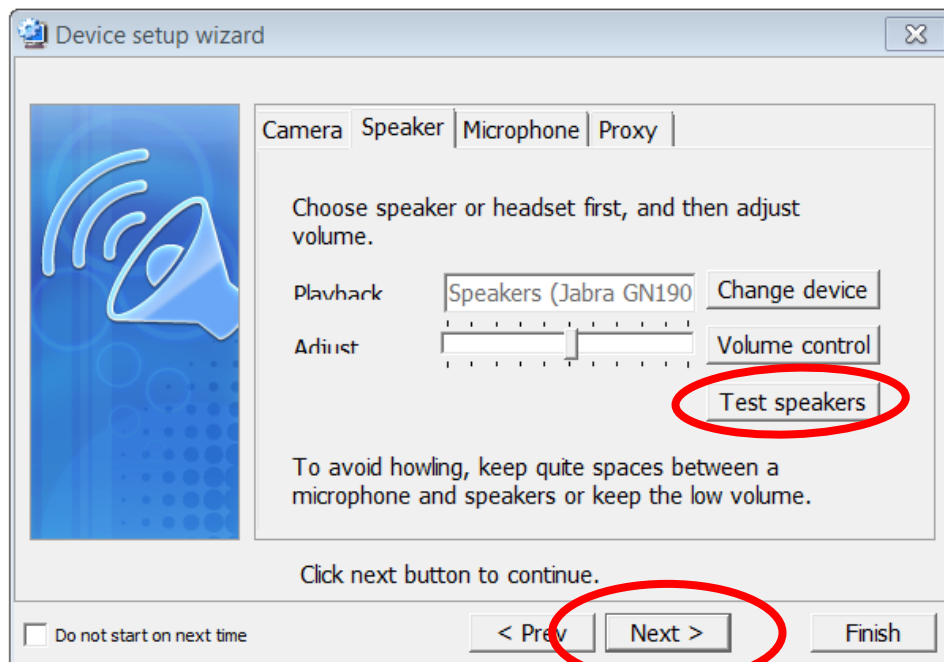 Device setup wizard
Camera Speaker Microphone Proxy
Choose speaker or headset first, and then adjust
volume.
Playback Speakers (Jabra GN190 Change device
Adjust Volume control
Test speakers
To avoid howling, keep quite spaces between a
microphone and speakers or keep the low volume.
Click next button to continue.
Do not start on next time < Prev Next > Finish